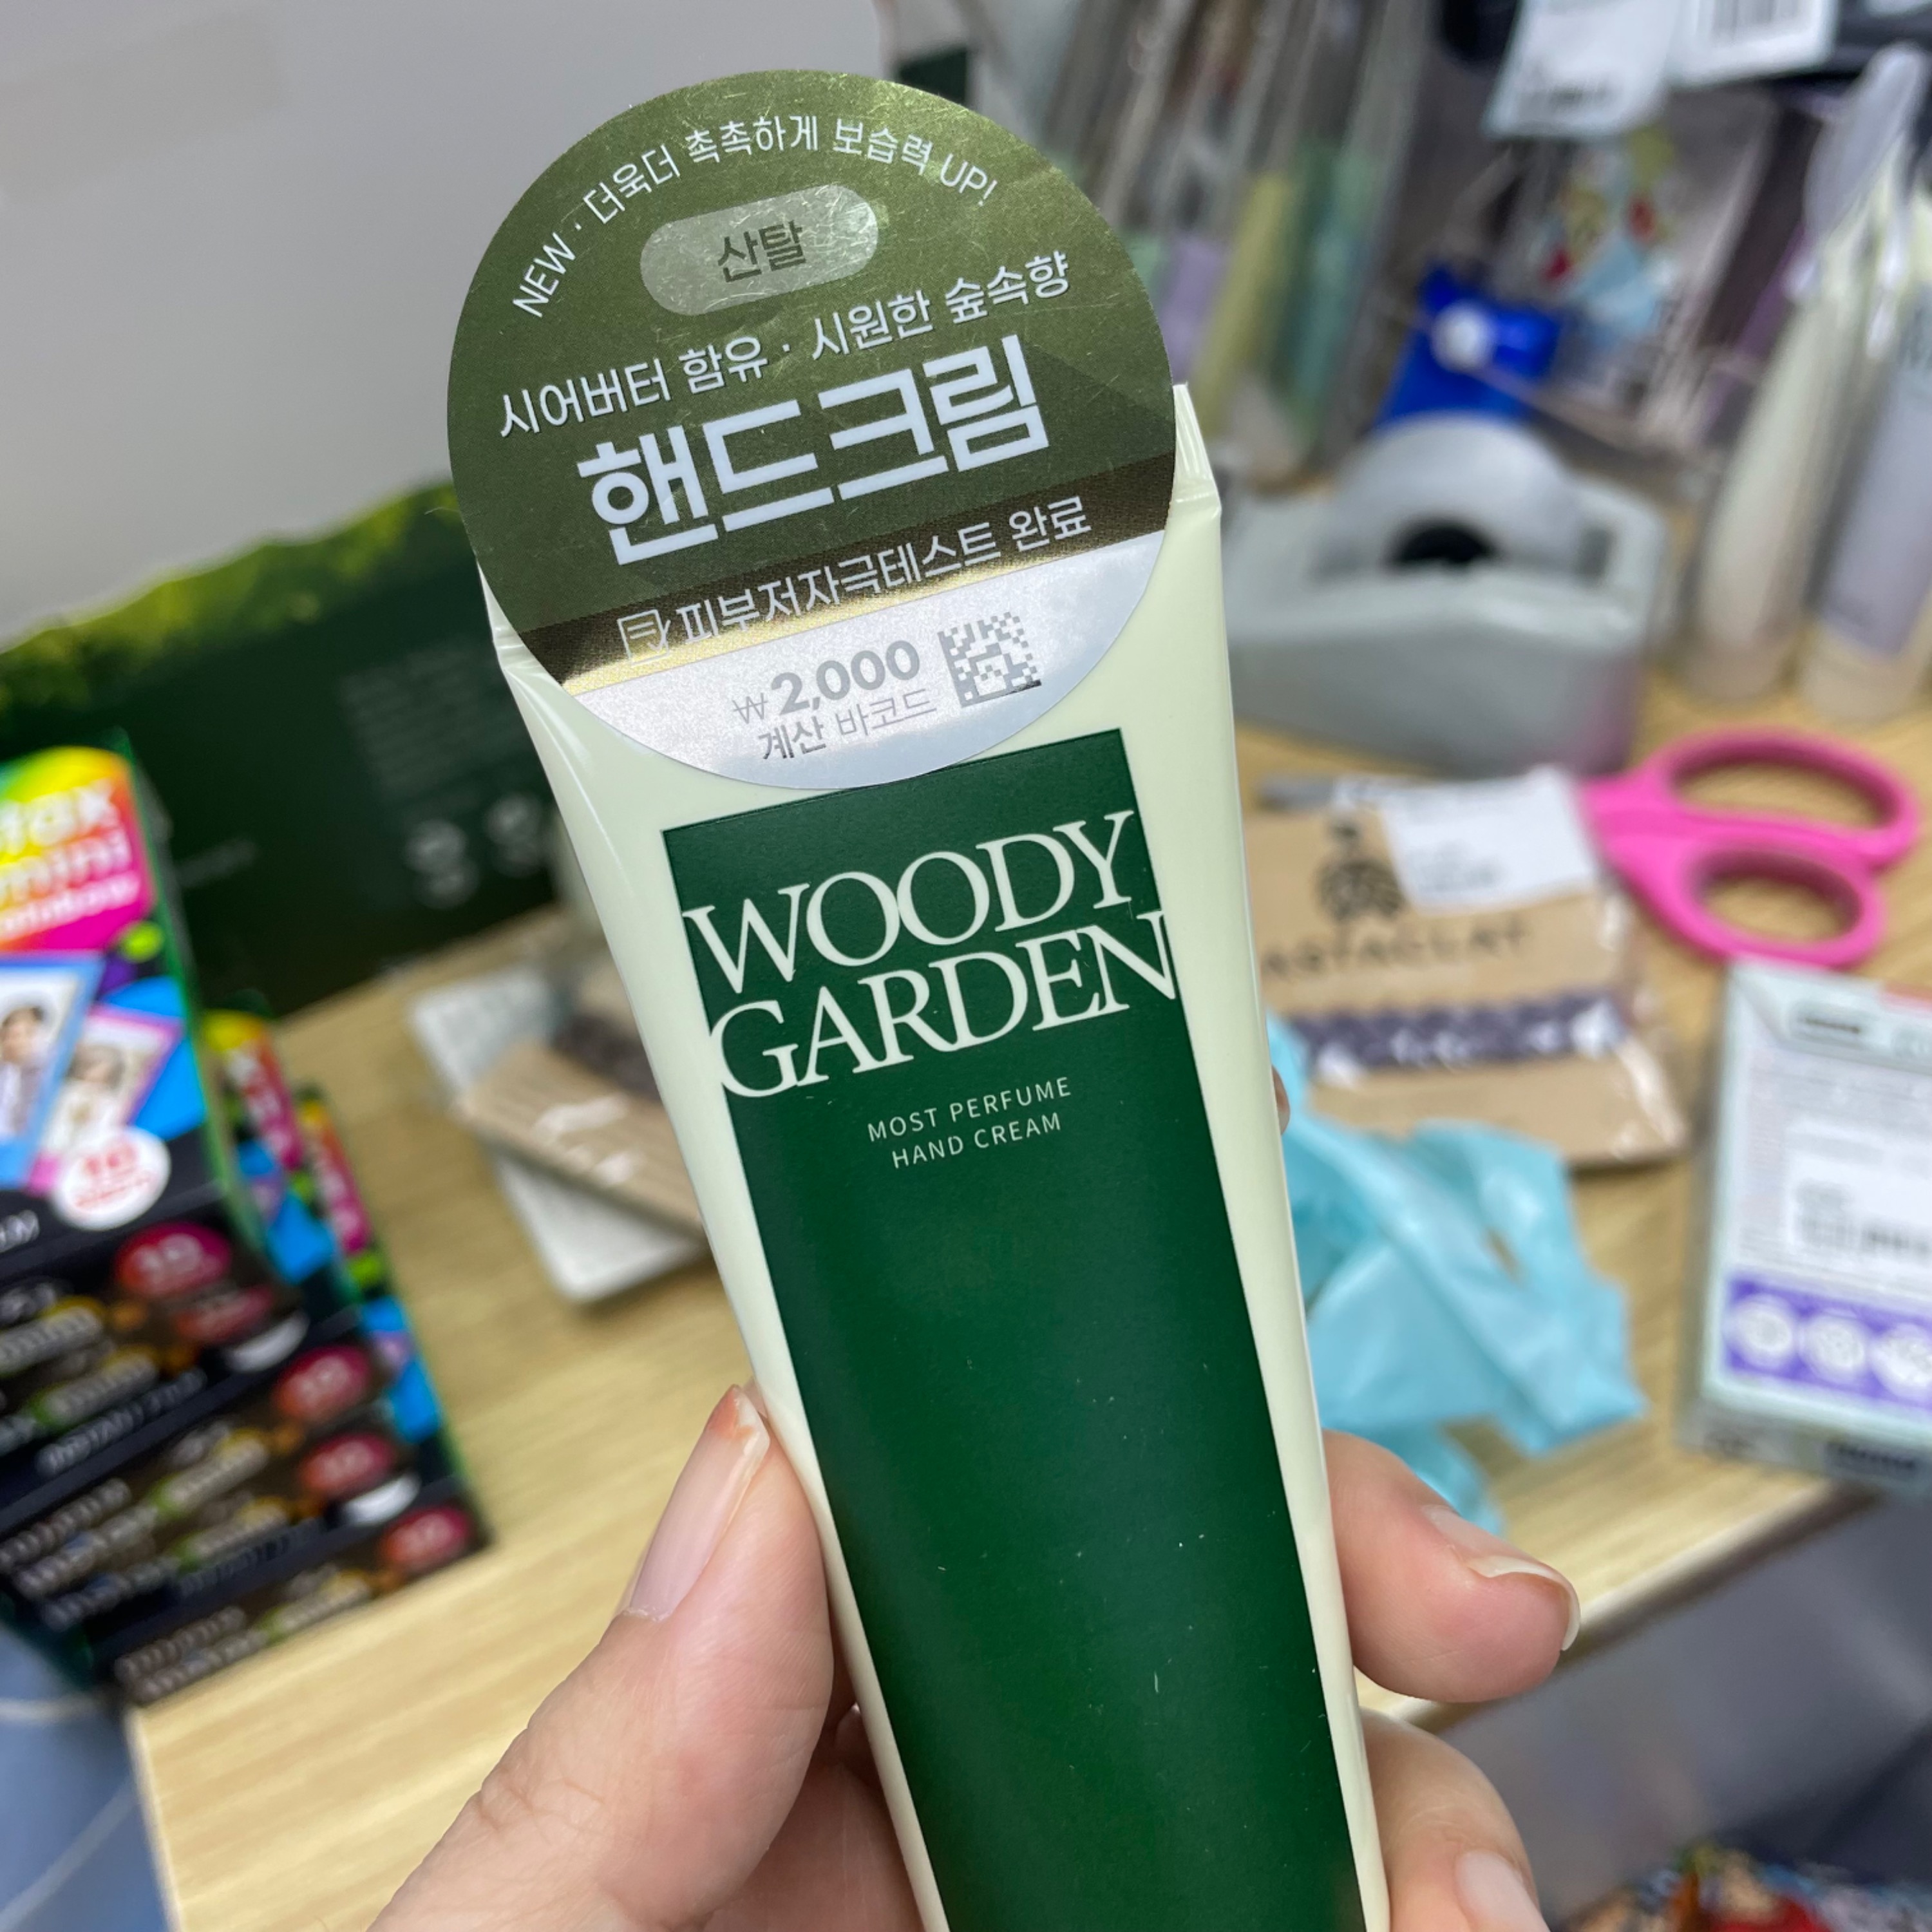 NEW · 더욱더 촉촉하게 보습력 UP!
산탈
시어버터 함유 · 시원한 숲속향
핸드크림
피부저자극테스트 완료
₩2,000
계산 바코드
WOODY
GARDEN
MOST PERFUME
HAND CREAM
mini
10